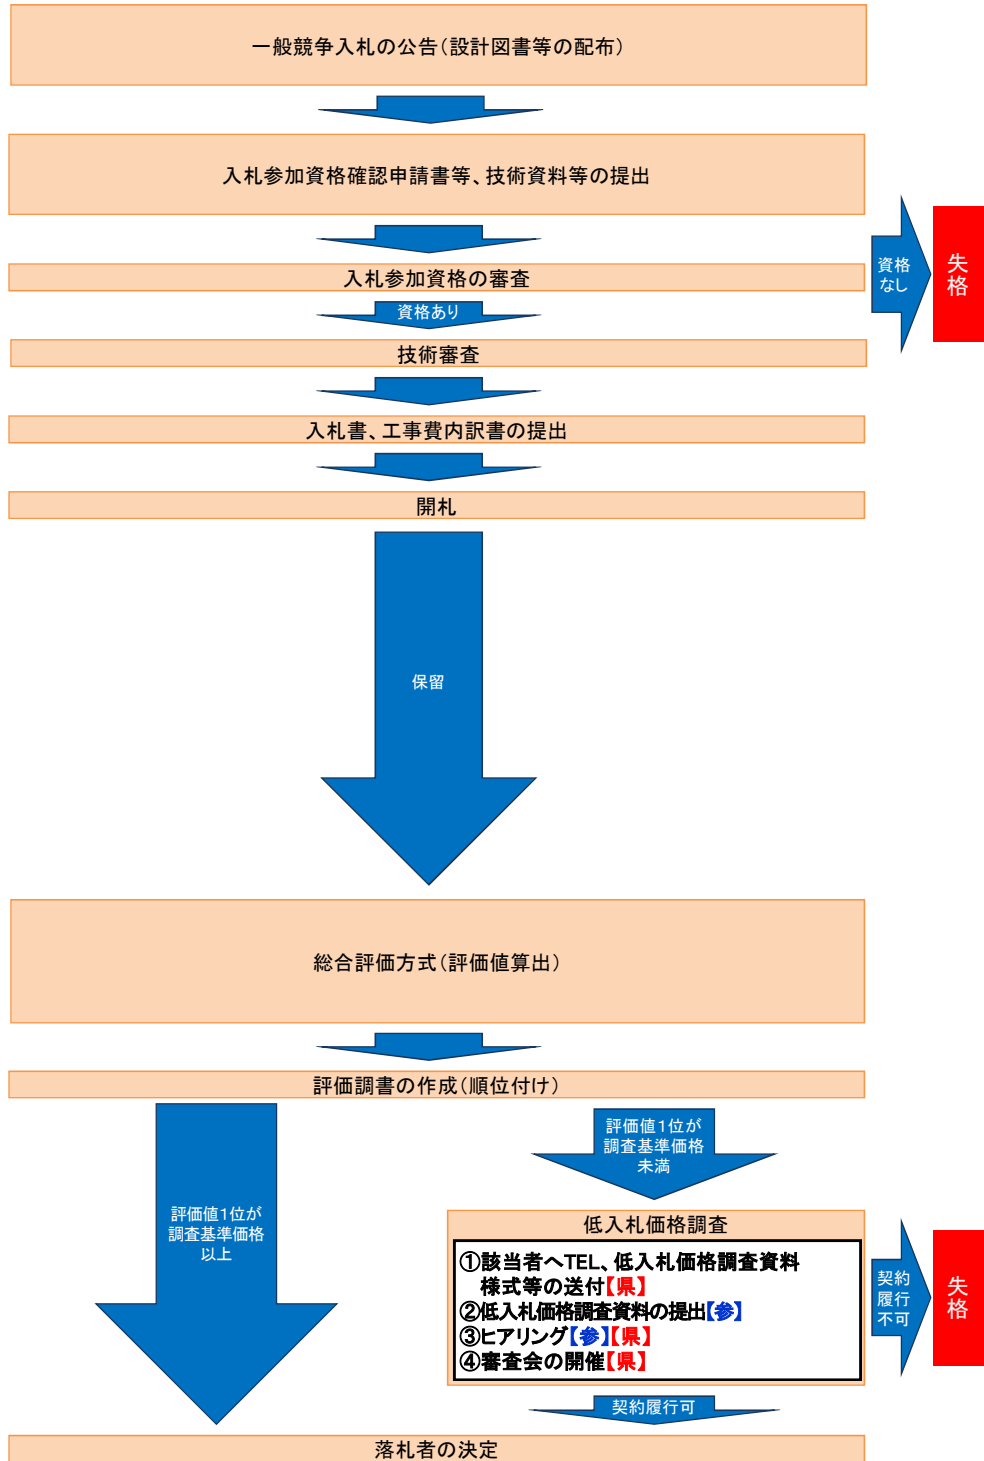 一般競争入札の公告（設計図書等の配布）
入札参加資格確認申請書等、技術資料等の提出
入札参加資格の審査
資格
なし
失
格
資格あり
技術審査
入札書、工事費内訳書の提出
開札
保留
総合評価方式（評価値算出）
評価調書の作成（順位付け）
評価値１位が
調査基準価格
以上
評価値１位が
調査基準価格
未満
低入札価格調査
①該当者へTEL、低入札価格調査資料
様式等の送付【県】
②低入札価格調査資料の提出【参】
③ヒアリング【参】【県】
④審査会の開催【県】
契約
履行
不可
失
格
契約履行可
落札者の決定